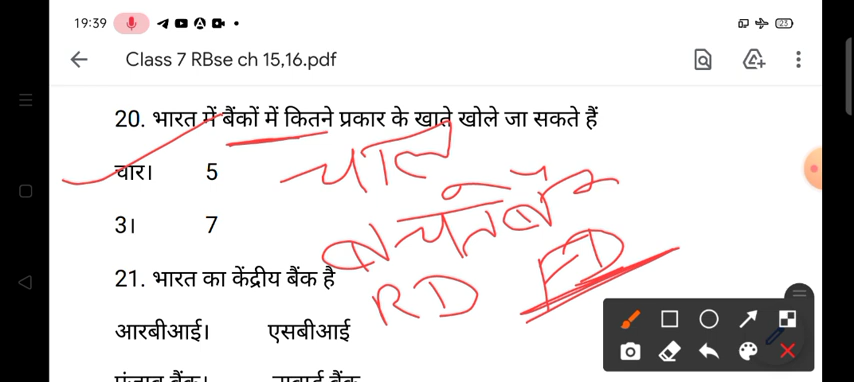 19:39
Class 7 RBse ch 15,16.pdf
20. भारत में बैंकों में कितने प्रकार के खाते खोले जा सकते हैं
चार। 5
चालू
3। 7
बचत
RD FD
21. भारत का केंद्रीय बैंक है
आरबीआई। एसबीआई
पंजाब बैंक।